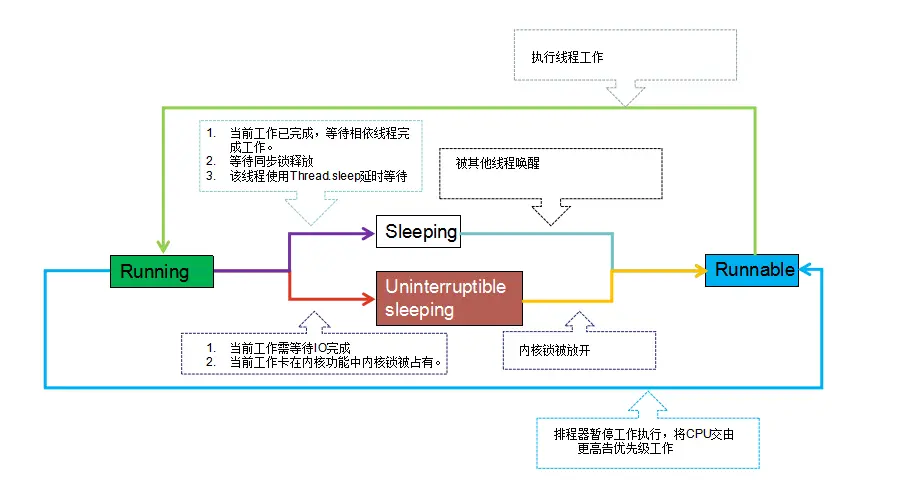 执行线程工作
1. 当前工作已完成，等待相依线程完
成工作。
2. 等待同步锁释放
3. 该线程使用Thread.sleep延时等待
被其他线程唤醒
Sleeping
Running
Runnable
Uninterruptible
sleeping
1. 当前工作需等待IO完成
2. 当前工作卡在内核功能中内核锁被占有。
内核锁被放开
排程器暂停工作执行，将CPU交由
更高告优先级工作